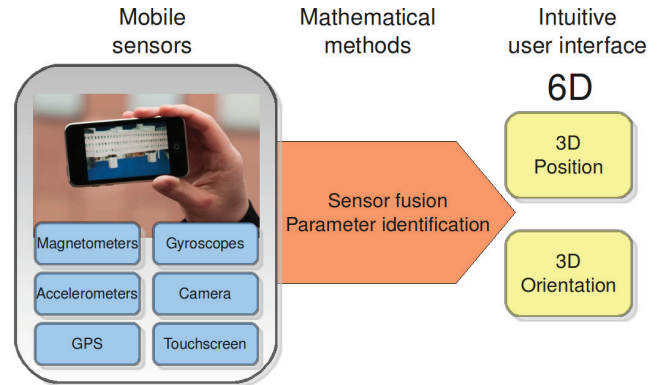 Mobile
sensors
Mathematical
methods
Intuitive
user interface
6D
Magnetometers
Gyroscopes
Accelerometers
Camera
GPS
Touchscreen
Sensor fusion
Parameter identification
3D
Position
3D
Orientation